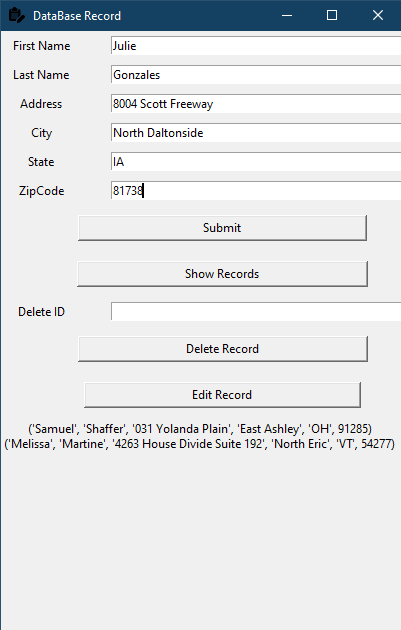 DataBase Record
First Name Julie
Last Name Gonzales
Address 8004 Scott Freeway
City North Daltonside
State IA
ZipCode 81738
Submit
Show Records
Delete ID
Delete Record
Edit Record
('Samuel', 'Shaffer', '031 Yolanda Plain', 'East Ashley', 'OH', 91285)
('Melissa', 'Martine', '4263 House Divide Suite 192', 'North Eric', 'VT', 54277)